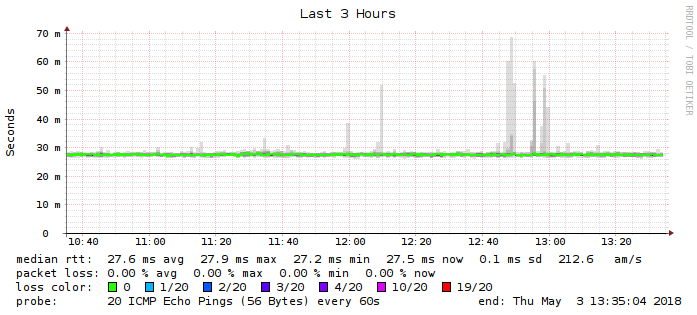 Last 3 Hours
RRDTOOL / TOBI OETIKER
Seconds
70 m
60 m
50 m
40 m
30 m
20 m
10 m
0
10:40 11:00 11:20 11:40 12:00 12:20 12:40 13:00 13:20
median rtt: 27.6 ms avg 27.9 ms max 27.2 ms min 27.5 ms now 0.1 ms sd 212.6 am/s
packet loss: 0.00 % avg 0.00 % max 0.00 % min 0.00 % now
loss color: 0 1/20 2/20 3/20 4/20 10/20 19/20
probe: 20 ICMP Echo Pings (56 Bytes) every 60s end: Thu May 3 13:35:04 2018